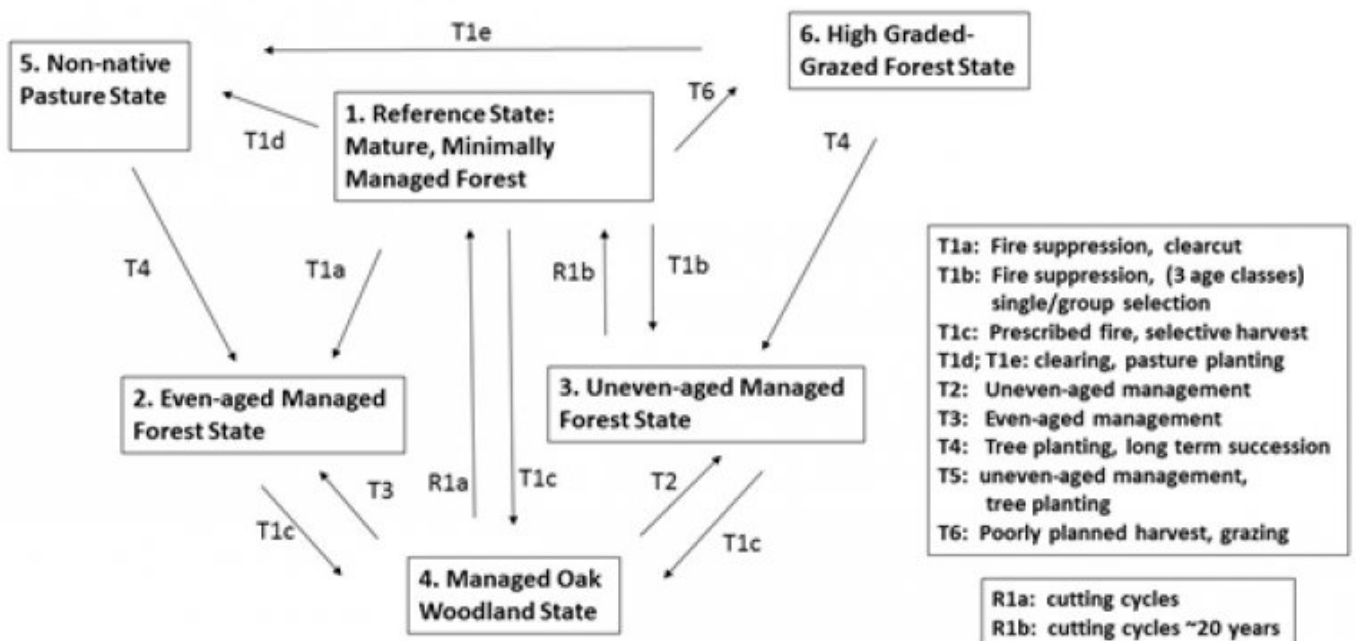 T1e
6. High Graded-
Grazed Forest State
5. Non-native
Pasture State
1. Reference State:
Mature, Minimally
Managed Forest
T6
T1d
T4
T4
T1a
R1b
T1b
2. Even-aged Managed
Forest State
3. Uneven-aged Managed
Forest State
T3
R1a
T1c
T2
T1c
T1c
4. Managed Oak
Woodland State
T1a: Fire suppression, clearcut
T1b: Fire suppression, (3 age classes)
single/group selection
T1c: Prescribed fire, selective harvest
T1d; T1e: clearing, pasture planting
T2: Uneven-aged management
T3: Even-aged management
T4: Tree planting, long term succession
T5: uneven-aged management,
tree planting
T6: Poorly planned harvest, grazing
R1a: cutting cycles
R1b: cutting cycles ~20 years